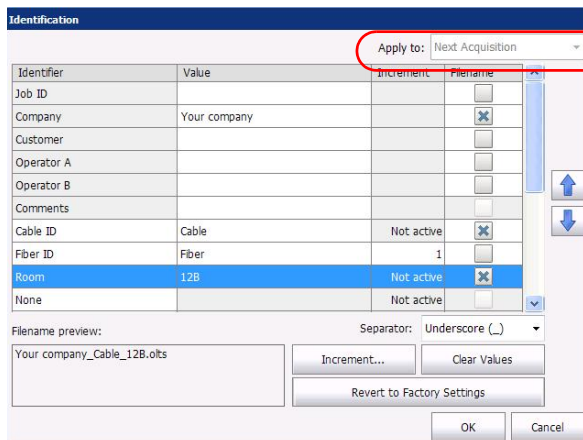 Identification
Apply to: Next Acquisition
Identifier Value Increment Filename
Job ID
Company Your company
Customer
Operator A
Operator B
Comments
Cable ID Cable Not active
Fiber ID Fiber 1
Room 12B Not active
None Not active
Filename preview: Separator: Underscore (_)
Your company_Cable_12B.olts
Increment... Clear Values
Revert to Factory Settings
OK Cancel